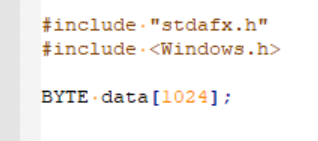 #include "stdafx.h"
#include <Windows.h>
BYTE data[1024];